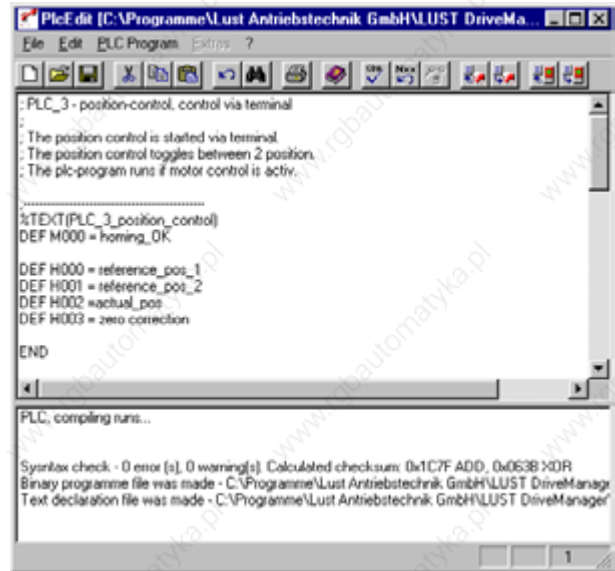 PlcEdit [C:\Programme\Lust Antriebstechnik GmbH\LUST DriveMa...
File Edit PLC Program Extras ?
; PLC_3 - position-control, control via terminal
;
; The position control is started via terminal.
; The position control toggles between 2 position.
; The plc-program runs if motor control is activ.
;
;----------------------------------------
%TEXT(PLC_3_position_control)
DEF M000 = homing_OK
DEF H000 = reference_pos_1
DEF H001 = reference_pos_2
DEF H002 =actual_pos
DEF H003 = zero correction
END
PLC, compiling runs...
Sysntax check - 0 error (s), 0 warning(s). Calculated checksum: 0x1C7F ADD, 0x063B XOR
Binary programme file was made - C:\Programme\Lust Antriebstechnik GmbH\LUST DriveManage
Text declaration file was made - C:\Programme\Lust Antriebstechnik GmbH\LUST DriveManager
1
www.rgbautomatyka.pl